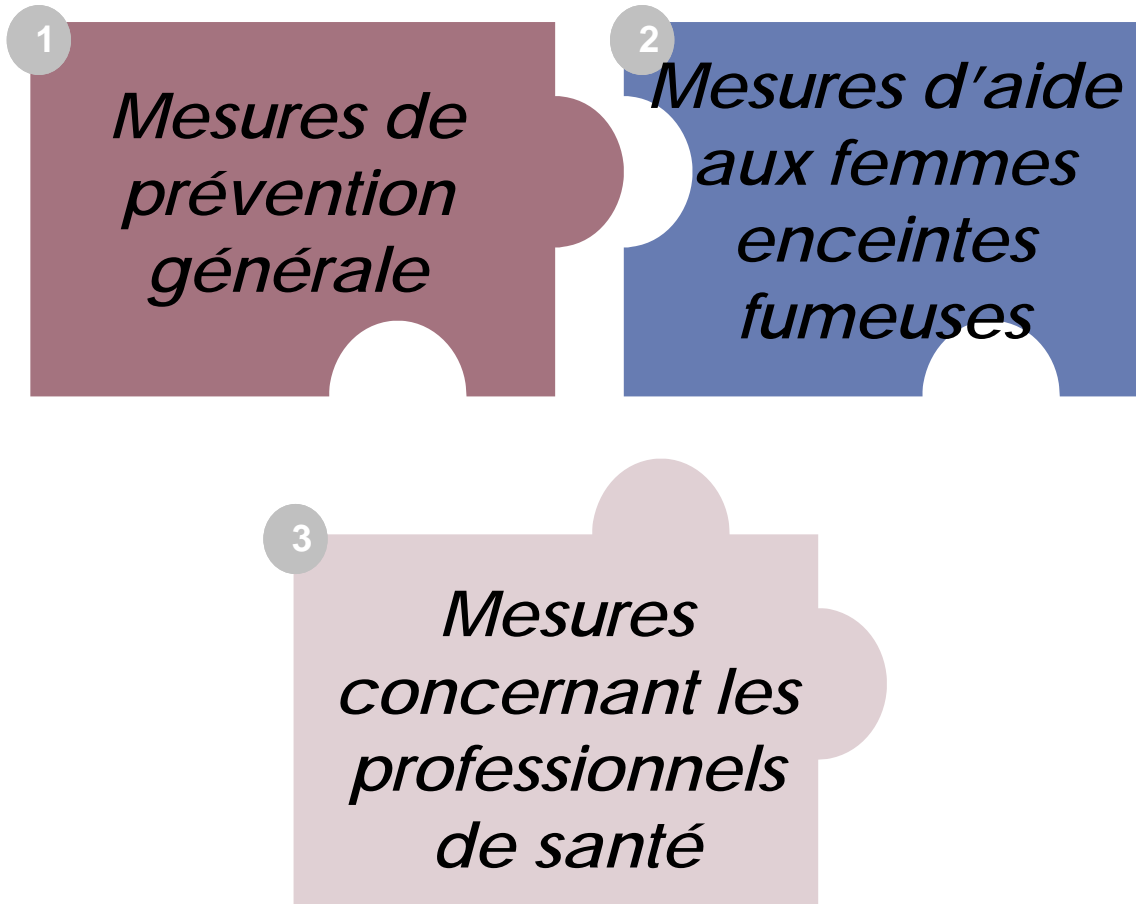 1
Mesures de
prévention
générale
2
Mesures d’aide
aux femmes
enceintes
fumeuses
3
Mesures
concernant les
professionnels
de santé